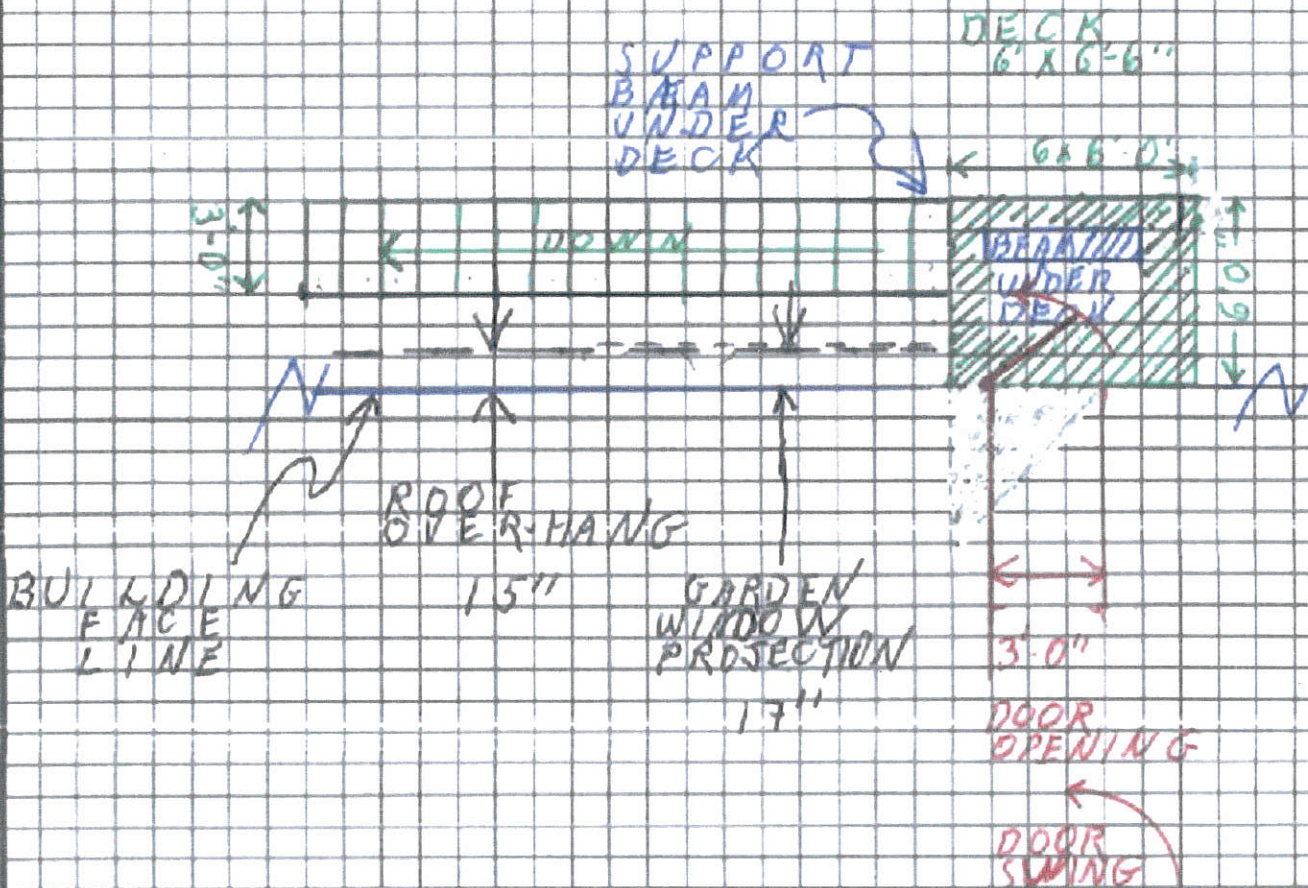 DECK
6' X 6'-6"
SUPPORT
BEAM
UNDER
DECK
6X6'-0"
3'-0"
DOWN
BEAM
UNDER
DECK
6'-0"
ROOF
OVER-HANG
15"
BUILDING
FACE
LINE
GARDEN
WINDOW
PROJECTION
17"
3'-0"
DOOR
OPENING
DOOR
SWING